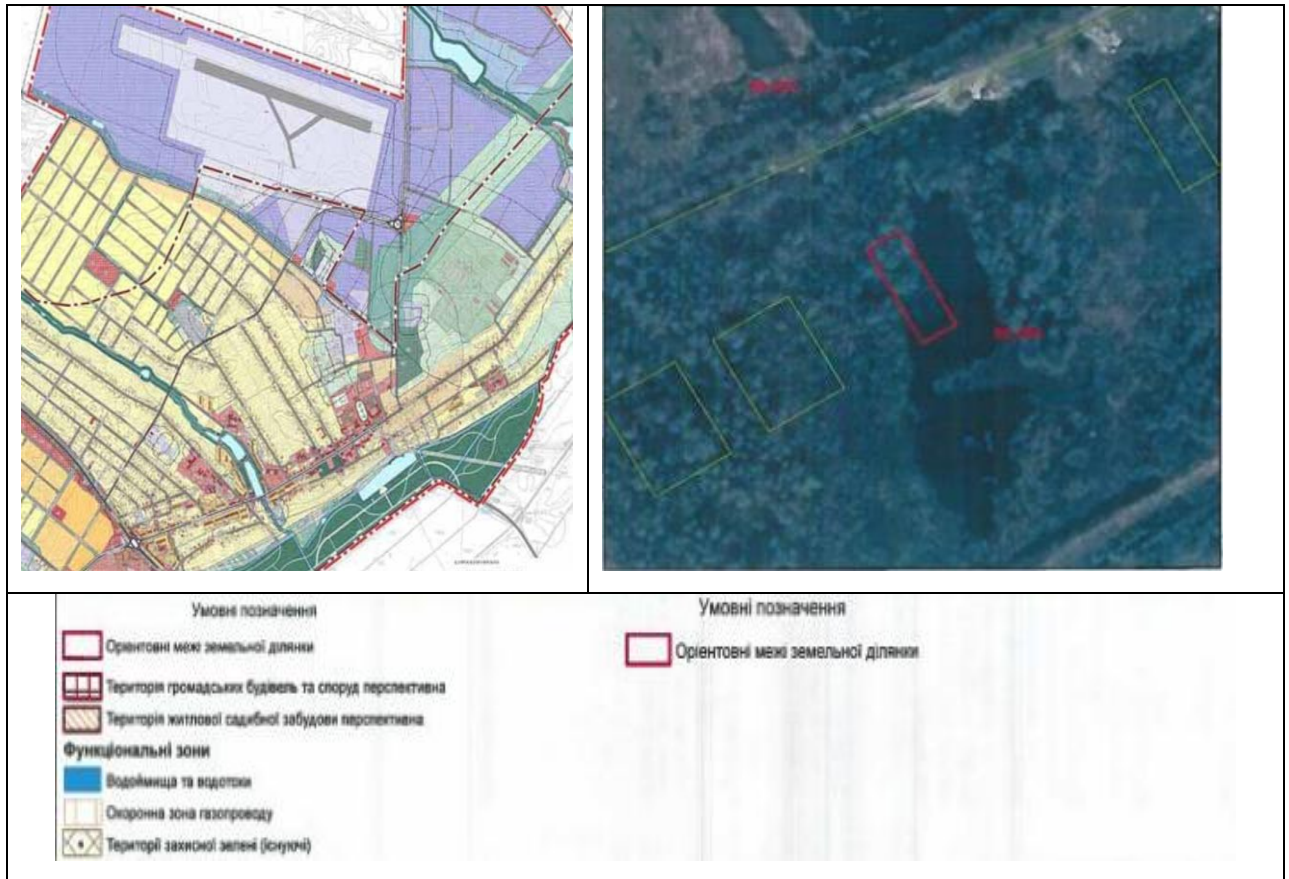 Умовні позначення
Орієнтовні межі земельної ділянки
Територія громадських будівель та споруд перспективна
Територія житлової садибної забудови перспективна
Функціональні зони
Водоймища та водотоки
Охоронна зона газопроводу
Території захисної зелені (існуючі)
Умовні позначення
Орієнтовні межі земельної ділянки